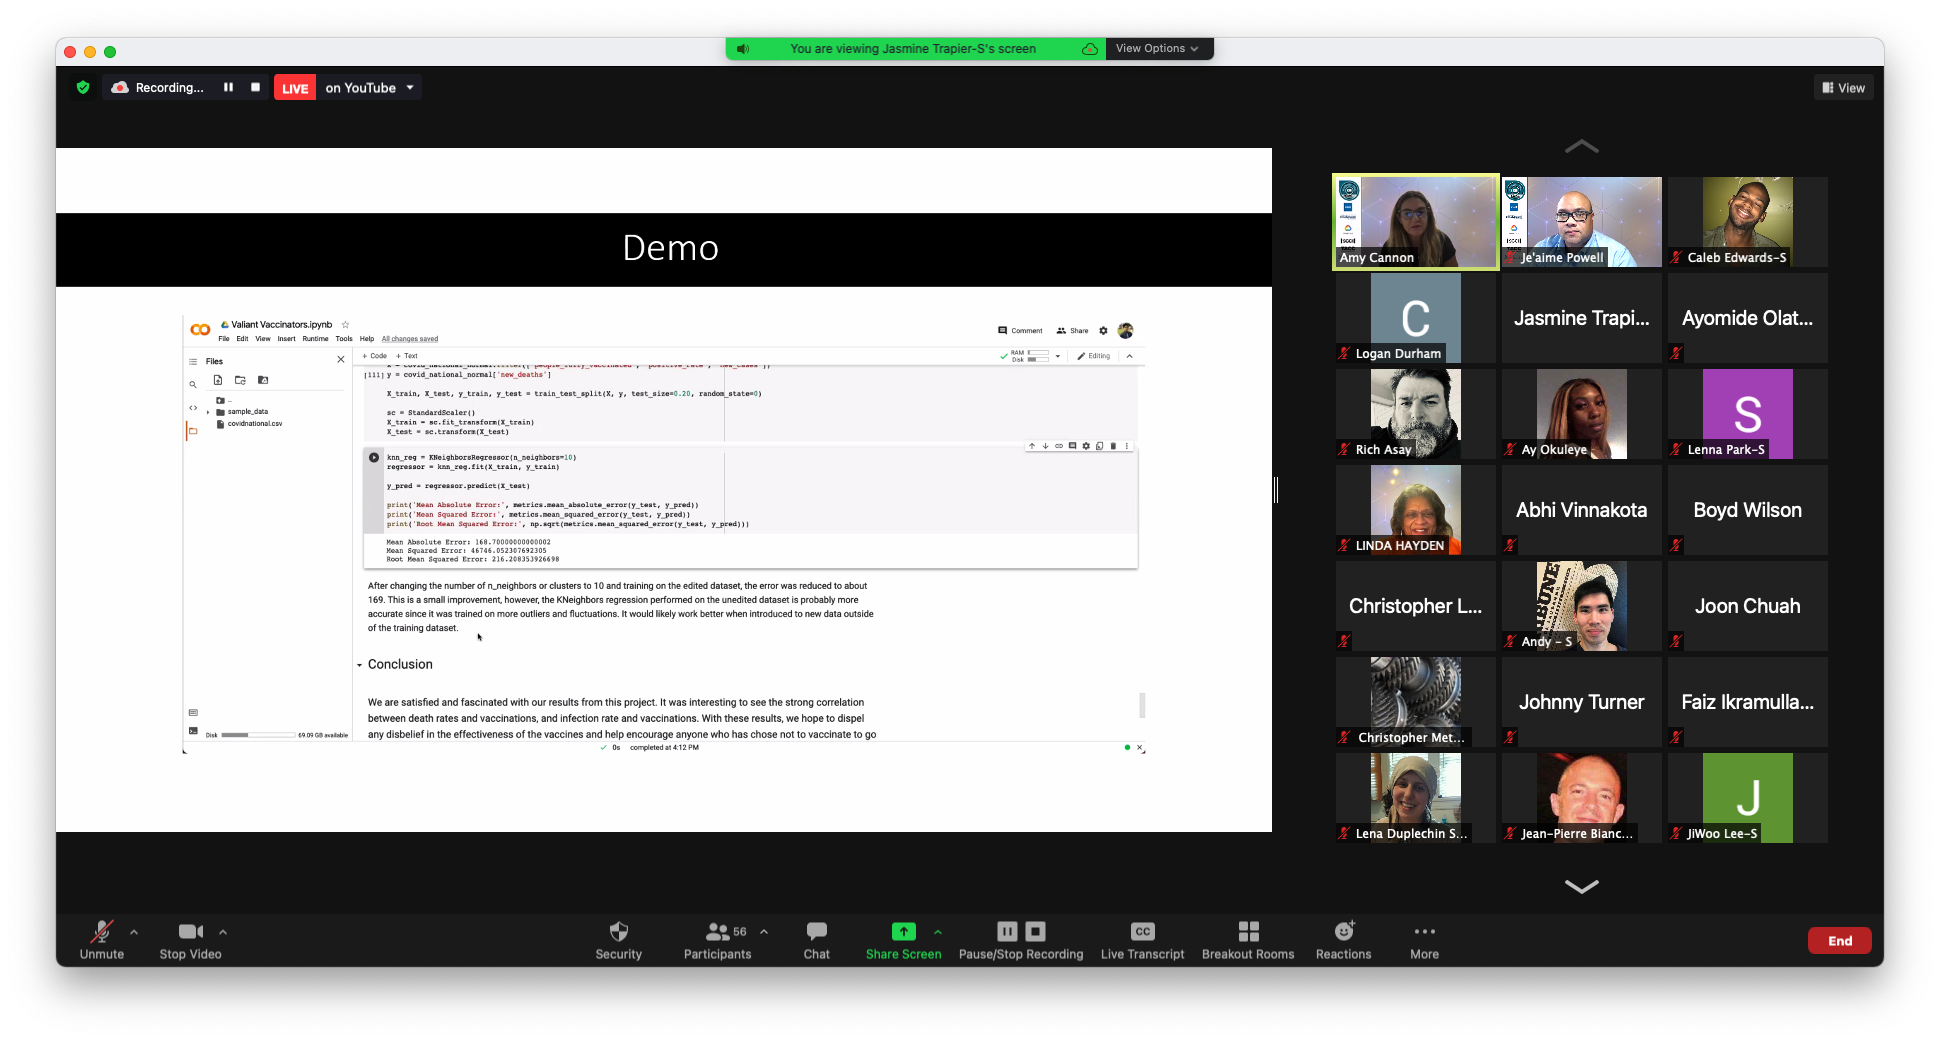 You are viewing Jasmine Trapier-S's screen
View Options
Recording...
LIVE on YouTube
View
Demo
Valiant Vaccinators.ipynb
File Edit View Insert Runtime Tools Help All changes saved
Comment Share
Files
+ Code + Text
RAM
Disk
Editing
..
sample_data
covidnational.csv
X = covid_national_normal.filter(['people_fully_vaccinated', 'positive_rate', 'new_cases'])
[111] y = covid_national_normal['new_deaths']
X_train, X_test, y_train, y_test = train_test_split(X, y, test_size=0.20, random_state=0)
sc = StandardScaler()
X_train = sc.fit_transform(X_train)
X_test = sc.transform(X_test)
knn_reg = KNeighborsRegressor(n_neighbors=10)
regressor = knn_reg.fit(X_train, y_train)
y_pred = regressor.predict(X_test)
print('Mean Absolute Error:', metrics.mean_absolute_error(y_test, y_pred))
print('Mean Squared Error:', metrics.mean_squared_error(y_test, y_pred))
print('Root Mean Squared Error:', np.sqrt(metrics.mean_squared_error(y_test, y_pred)))
Mean Absolute Error: 168.70000000000002
Mean Squared Error: 46746.052307692305
Root Mean Squared Error: 216.208353926698
After changing the number of n_neighbors or clusters to 10 and training on the edited dataset, the error was reduced to about
169. This is a small improvement, however, the KNeighbors regression performed on the unedited dataset is probably more
accurate since it was trained on more outliers and fluctuations. It would likely work better when introduced to new data outside
of the training dataset.
Conclusion
We are satisfied and fascinated with our results from this project. It was interesting to see the strong correlation
between death rates and vaccinations, and infection rate and vaccinations. With these results, we hope to dispel
any disbelief in the effectiveness of the vaccines and help encourage anyone who has chose not to vaccinate to go
Disk 69.09 GB available
0s completed at 4:12 PM
Amy Cannon
Je'aime Powell
Caleb Edwards-S
C
Logan Durham
Jasmine Trapi...
Ayomide Olat...
Rich Asay
Ay Okuleye
S
Lenna Park-S
LINDA HAYDEN
Abhi Vinnakota
Boyd Wilson
Christopher L...
Andy - S
Joon Chuah
Christopher Met...
Johnny Turner
Faiz Ikramulla...
Lena Duplechin S...
Jean-Pierre Bianc...
J
JiWoo Lee-S
Unmute
Stop Video
Security
56
Participants
Chat
Share Screen
Pause/Stop Recording
CC
Live Transcript
Breakout Rooms
Reactions
More
End